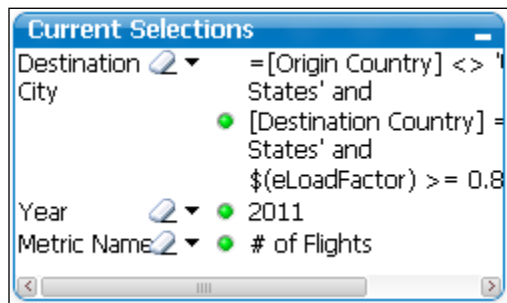 Current Selections
Destination City
=[Origin Country] <> '
States' and
[Destination Country] =
States' and
$(eLoadFactor) >= 0.8
Year 2011
Metric Name # of Flights